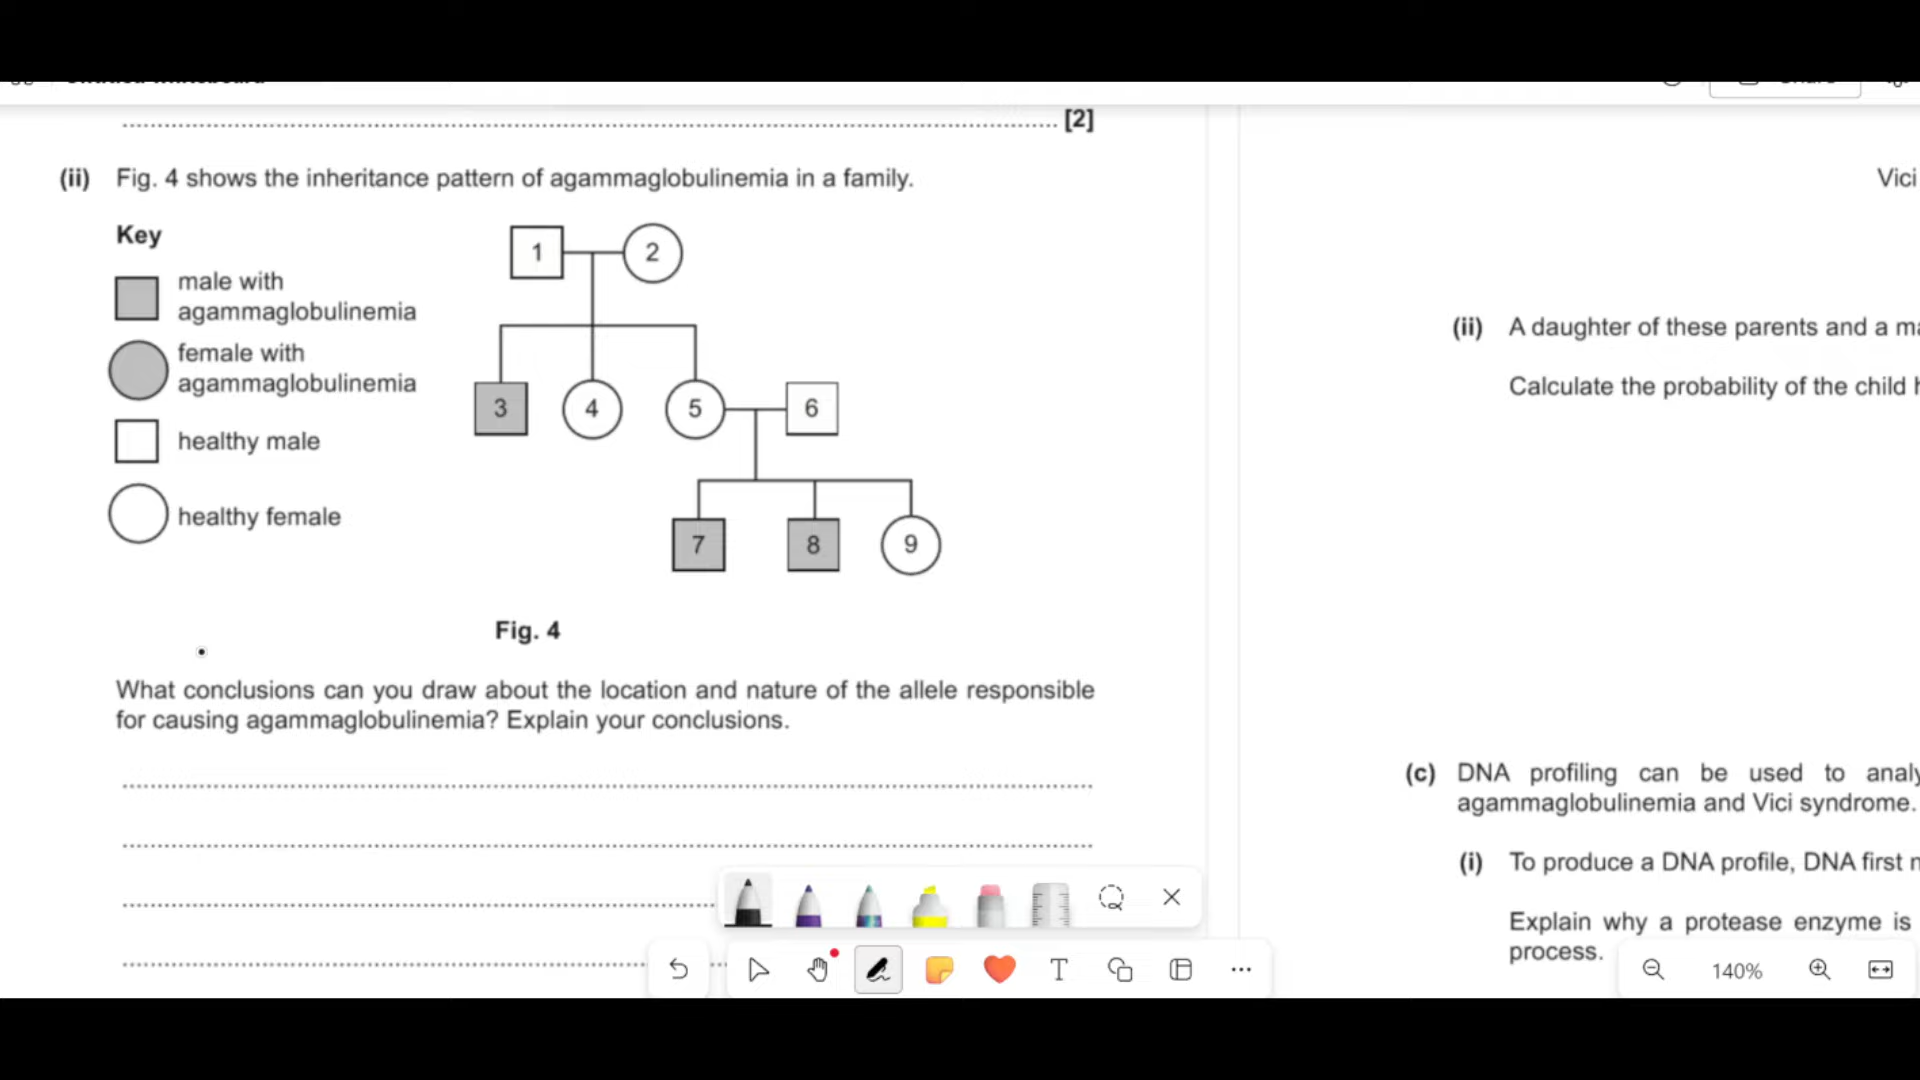 [2]
(ii) Fig. 4 shows the inheritance pattern of agammaglobulinemia in a family.
Key
male with
agammaglobulinemia
female with
agammaglobulinemia
healthy male
healthy female
1 2
3 4 5 6
7 8 9
Fig. 4
What conclusions can you draw about the location and nature of the allele responsible
for causing agammaglobulinemia? Explain your conclusions.
Vici
(ii) A daughter of these parents and a
Calculate the probability of the child
(c) DNA profiling can be used to
agammaglobulinemia and Vici syndrome.
(i) To produce a DNA profile, DNA first
Explain why a protease enzyme is
process.
T
140%